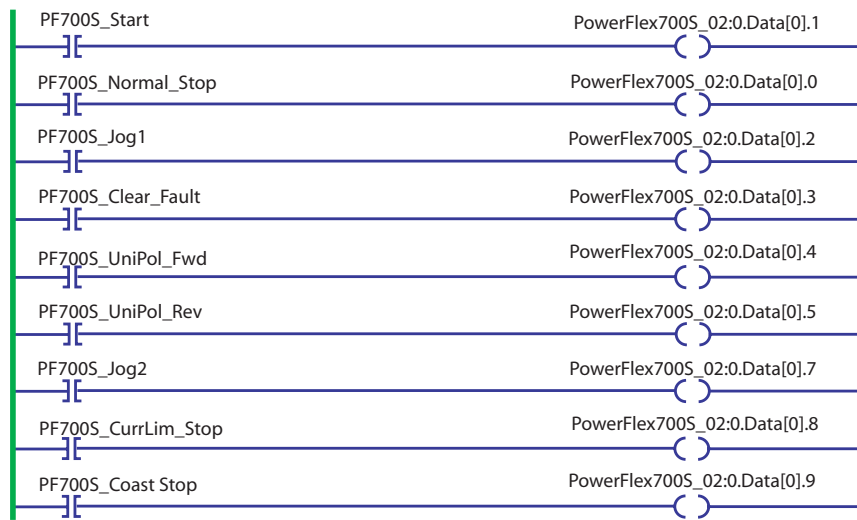 PF700S_Start PowerFlex700S_02:0.Data[0].1
PF700S_Normal_Stop PowerFlex700S_02:0.Data[0].0
PF700S_Jog1 PowerFlex700S_02:0.Data[0].2
PF700S_Clear_Fault PowerFlex700S_02:0.Data[0].3
PF700S_UniPol_Fwd PowerFlex700S_02:0.Data[0].4
PF700S_UniPol_Rev PowerFlex700S_02:0.Data[0].5
PF700S_Jog2 PowerFlex700S_02:0.Data[0].7
PF700S_CurrLim_Stop PowerFlex700S_02:0.Data[0].8
PF700S_Coast Stop PowerFlex700S_02:0.Data[0].9